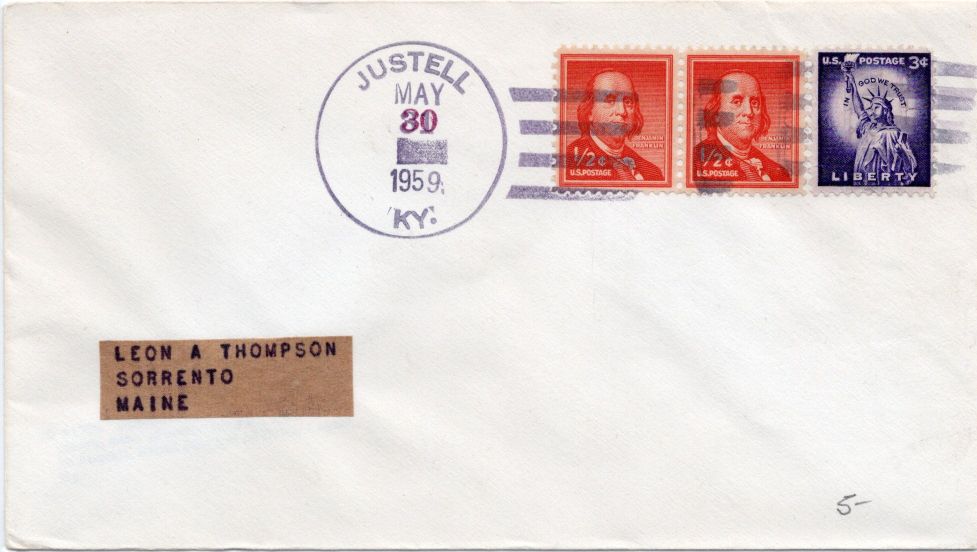 JUSTELL
MAY
30
1959
KY.
BENJAMIN
FRANKLIN
1/2¢
U.S. POSTAGE
BENJAMIN
FRANKLIN
1/2¢
U.S. POSTAGE
U.S. POSTAGE 3¢
IN GOD WE TRUST
LIBERTY
LEON A THOMPSON
SORRENTO
MAINE
5-